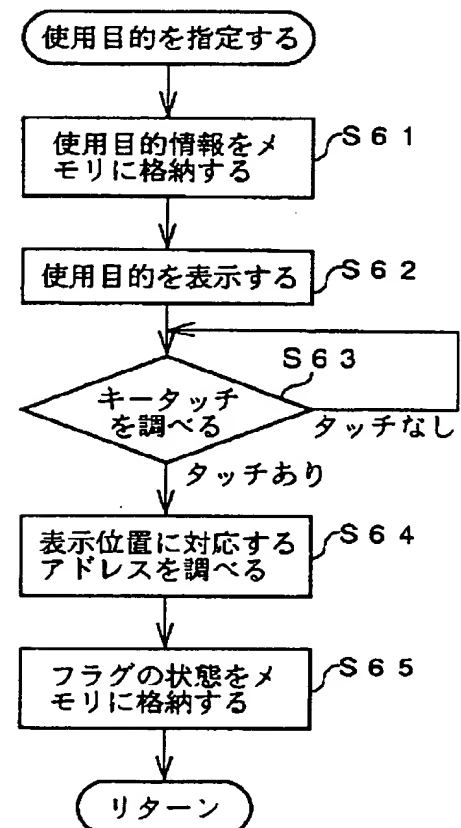 使用目的を指定する
使用目的情報をメ
モリに格納する
S61
使用目的を表示する
S62
S63
キータッチ
を調べる
タッチなし
タッチあり
表示位置に対応する
アドレスを調べる
S64
フラグの状態をメ
モリに格納する
S65
リターン